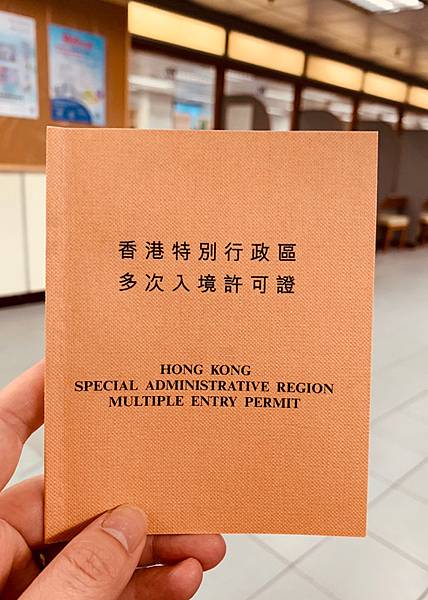 香港特別行政區
多次入境許可證
HONG KONG
SPECIAL ADMINISTRATIVE REGION
MULTIPLE ENTRY PERMIT